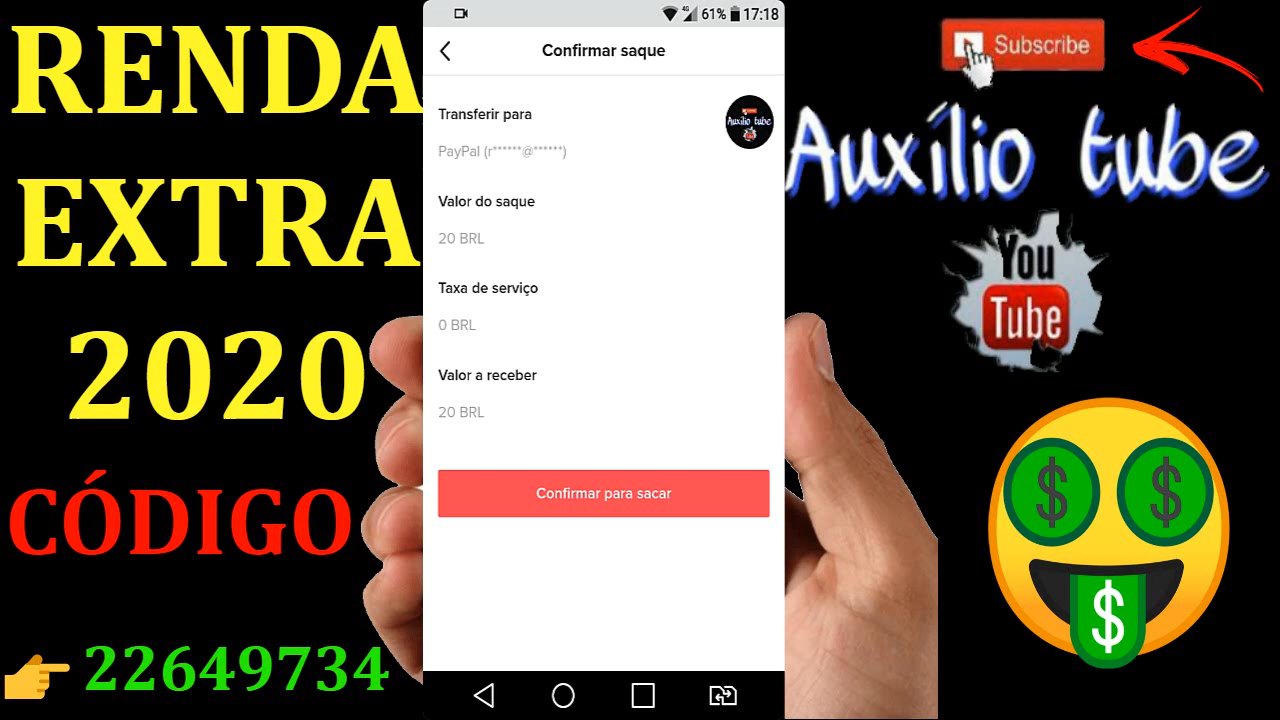 RENDA
EXTRA
2020
CÓDIGO
👉 22649734
4G 61% 17:18
Confirmar saque
Transferir para
PayPal (r******@******)
Auxílio tube
Valor do saque
20 BRL
Taxa de serviço
0 BRL
Valor a receber
20 BRL
Confirmar para sacar
Subscribe
Auxílio tube
You
Tube
$ $
$